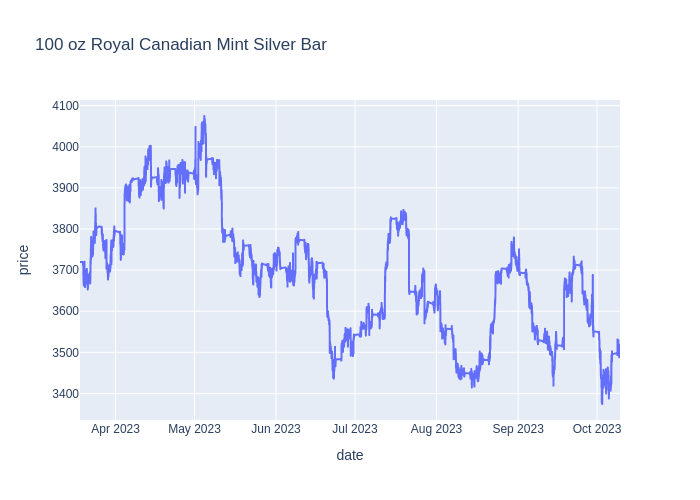 100 oz Royal Canadian Mint Silver Bar
price
4100
4000
3900
3800
3700
3600
3500
3400
Apr 2023 May 2023 Jun 2023 Jul 2023 Aug 2023 Sep 2023 Oct 2023
date